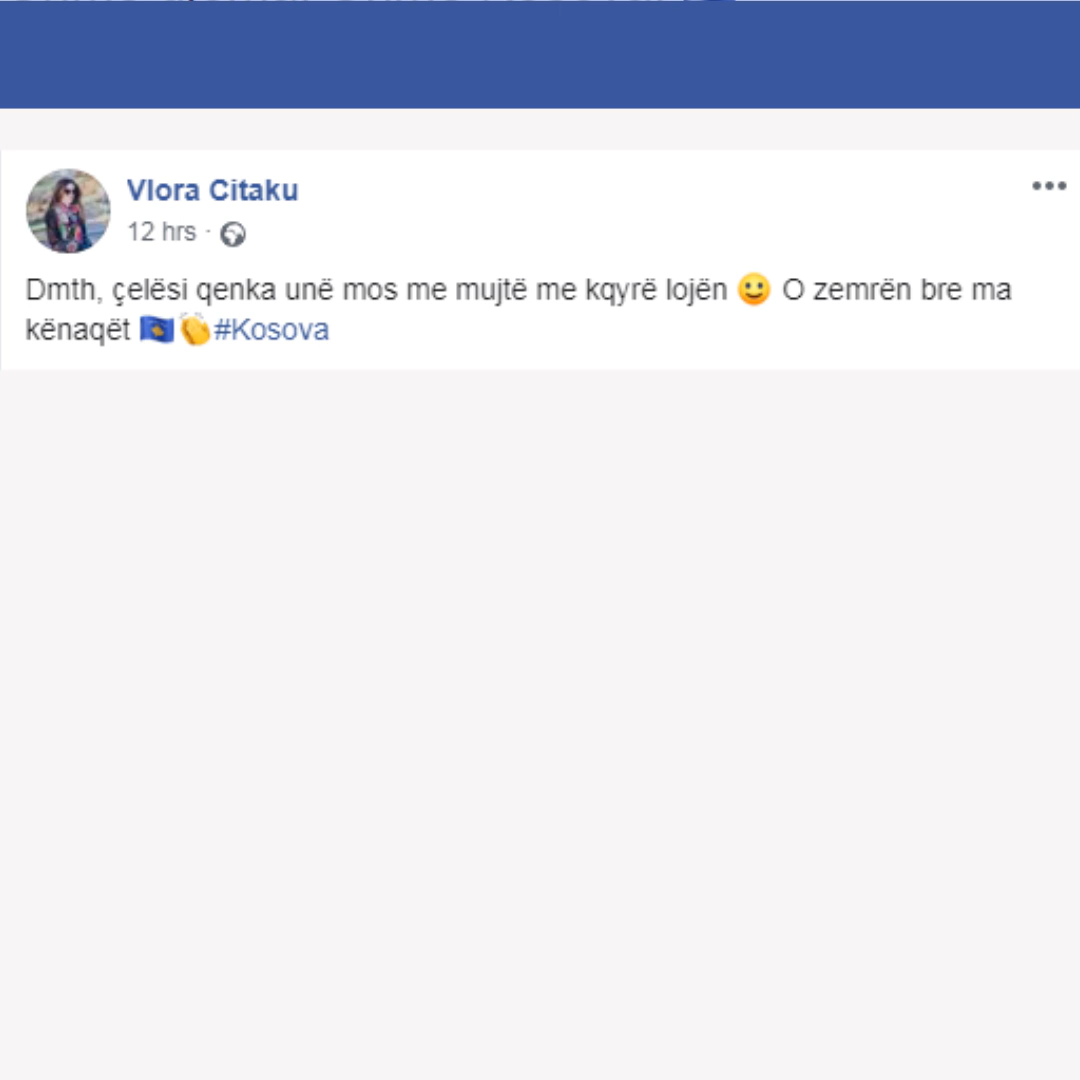 Vlora Citaku
12 hrs ·
Dmth, çelësi qenka unë mos me mujtë me kqyrë lojën 🙂 O zemrën bre ma
kënaqët 🇽🇰👏#Kosova